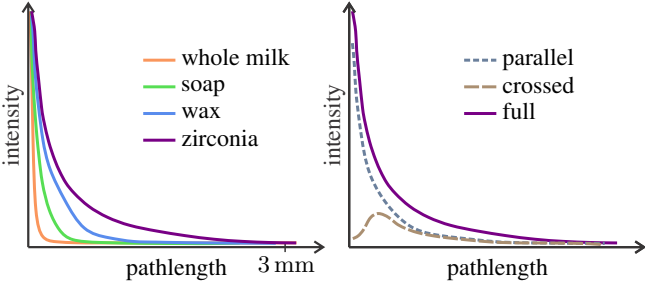 intensity
whole milk
soap
wax
zirconia
pathlength
3 mm
intensity
parallel
crossed
full
pathlength